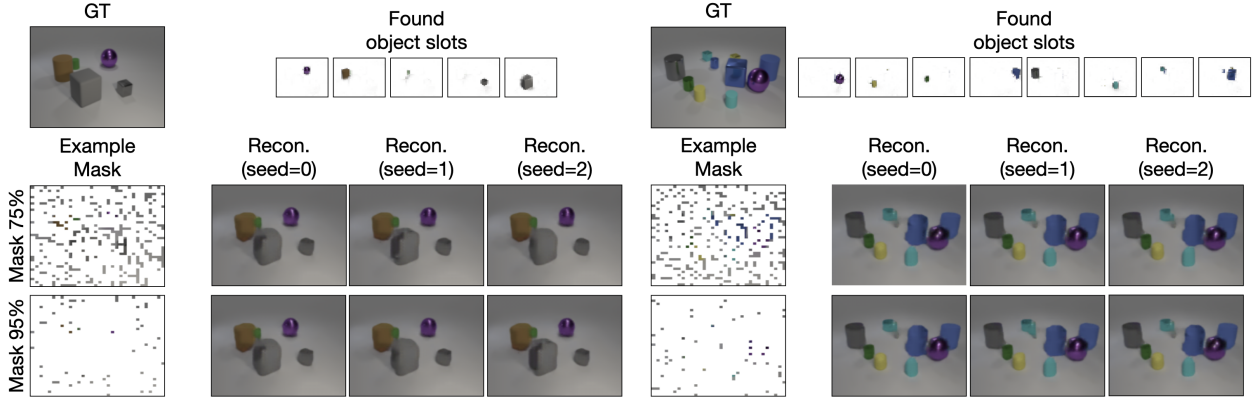 GT
Found
object slots
GT
Found
object slots
Example
Mask
Recon.
(seed=0)
Recon.
(seed=1)
Recon.
(seed=2)
Example
Mask
Recon.
(seed=0)
Recon.
(seed=1)
Recon.
(seed=2)
Mask 75%
Mask 95%